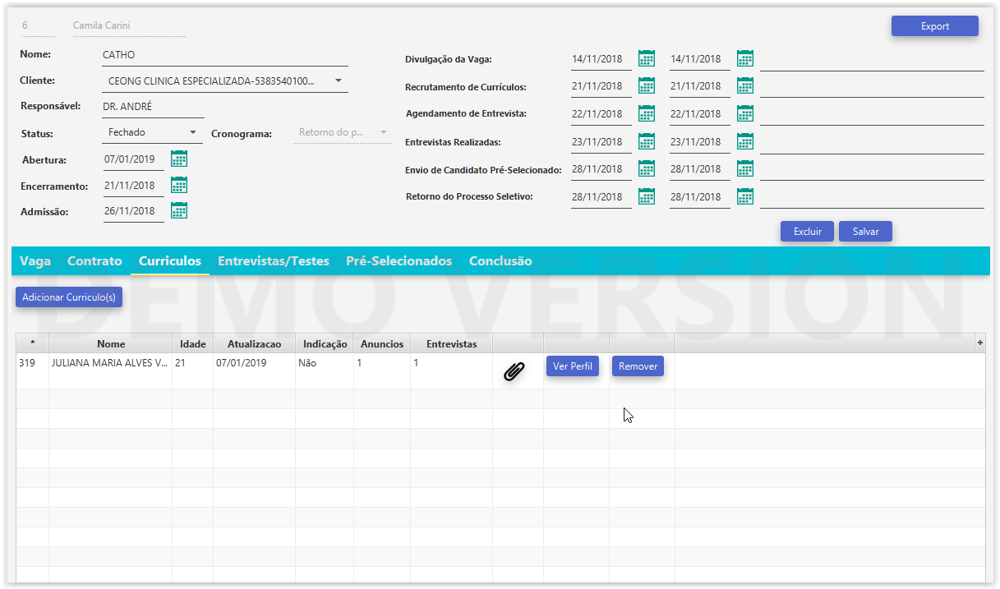 6 Camila Carini Export
Nome: CATHO
Cliente: CEONG CLINICA ESPECIALIZADA-5383540100...
Responsável: DR. ANDRÉ
Status: Fechado Cronograma: Retorno do p...
Abertura: 07/01/2019
Encerramento: 21/11/2018
Admissão: 26/11/2018
Divulgação da Vaga: 14/11/2018 14/11/2018
Recrutamento de Currículos: 21/11/2018 21/11/2018
Agendamento de Entrevista: 22/11/2018 22/11/2018
Entrevistas Realizadas: 23/11/2018 23/11/2018
Envio de Candidato Pré-Selecionado: 28/11/2018 28/11/2018
Retorno do Processo Seletivo: 28/11/2018 28/11/2018
Excluir Salvar
Vaga Contrato Curriculos Entrevistas/Testes Pré-Selecionados Conclusão
DEMO VERSION
Adicionar Curriculo(s)
* Nome Idade Atualizacao Indicação Anuncios Entrevistas +
319 JULIANA MARIA ALVES V... 21 07/01/2019 Não 1 1 Ver Perfil Remover